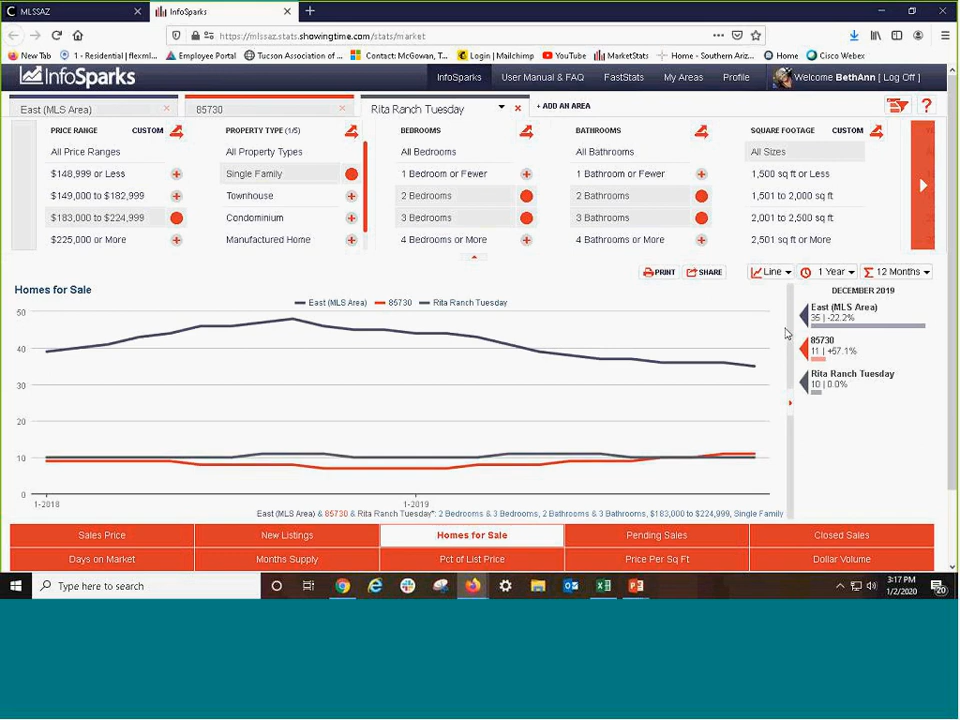 MLSSAZ
InfoSparks
https://mlssaz.stats.showingtime.com/stats/market
New Tab
1 - Residential | flexml...
Employee Portal
Tucson Association of ...
Contact: McGowan, T...
Login | Mailchimp
YouTube
MarketStats
Home - Southern Ariz...
Home
Cisco Webex
InfoSparks
InfoSparks
User Manual & FAQ
FastStats
My Areas
Profile
Welcome BethAnn [ Log Off ]
East (MLS Area)
85730
Rita Ranch Tuesday
+ ADD AN AREA
?
PRICE RANGE CUSTOM
All Price Ranges
$148,999 or Less
$149,000 to $182,999
$183,000 to $224,999
$225,000 or More
PROPERTY TYPE (1/5)
All Property Types
Single Family
Townhouse
Condominium
Manufactured Home
BEDROOMS
All Bedrooms
1 Bedroom or Fewer
2 Bedrooms
3 Bedrooms
4 Bedrooms or More
BATHROOMS
All Bathrooms
1 Bathroom or Fewer
2 Bathrooms
3 Bathrooms
4 Bathrooms or More
SQUARE FOOTAGE CUSTOM
All Sizes
1,500 sq ft or Less
1,501 to 2,000 sq ft
2,001 to 2,500 sq ft
2,501 sq ft or More
PRINT
SHARE
Line
1 Year
12 Months
Homes for Sale
East (MLS Area) 85730 Rita Ranch Tuesday
50
40
30
20
10
0
1-2018
1-2019
DECEMBER 2019
East (MLS Area)
35 | -22.2%
85730
11 | +57.1%
Rita Ranch Tuesday
10 | 0.0%
East (MLS Area) & 85730 & Rita Ranch Tuesday*: 2 Bedrooms & 3 Bedrooms, 2 Bathrooms & 3 Bathrooms, $183,000 to $224,999, Single Family
Sales Price
New Listings
Homes for Sale
Pending Sales
Closed Sales
Days on Market
Months Supply
Pct of List Price
Price Per Sq Ft
Dollar Volume
Type here to search
3:17 PM
1/2/2020
20